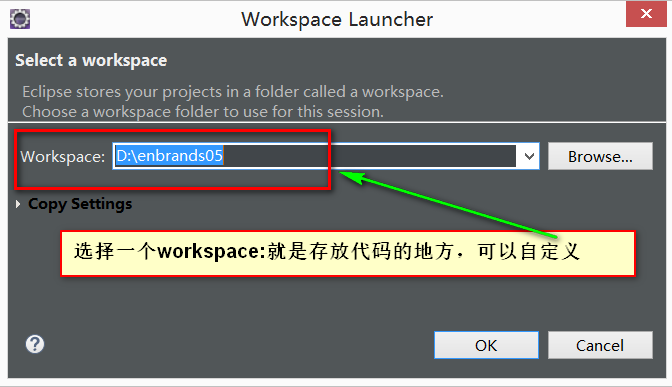 Workspace Launcher
Select a workspace
Eclipse stores your projects in a folder called a workspace.
Choose a workspace folder to use for this session.
Workspace: D:\enbrands05 Browse...
Copy Settings
选择一个workspace:就是存放代码的地方，可以自定义
OK Cancel